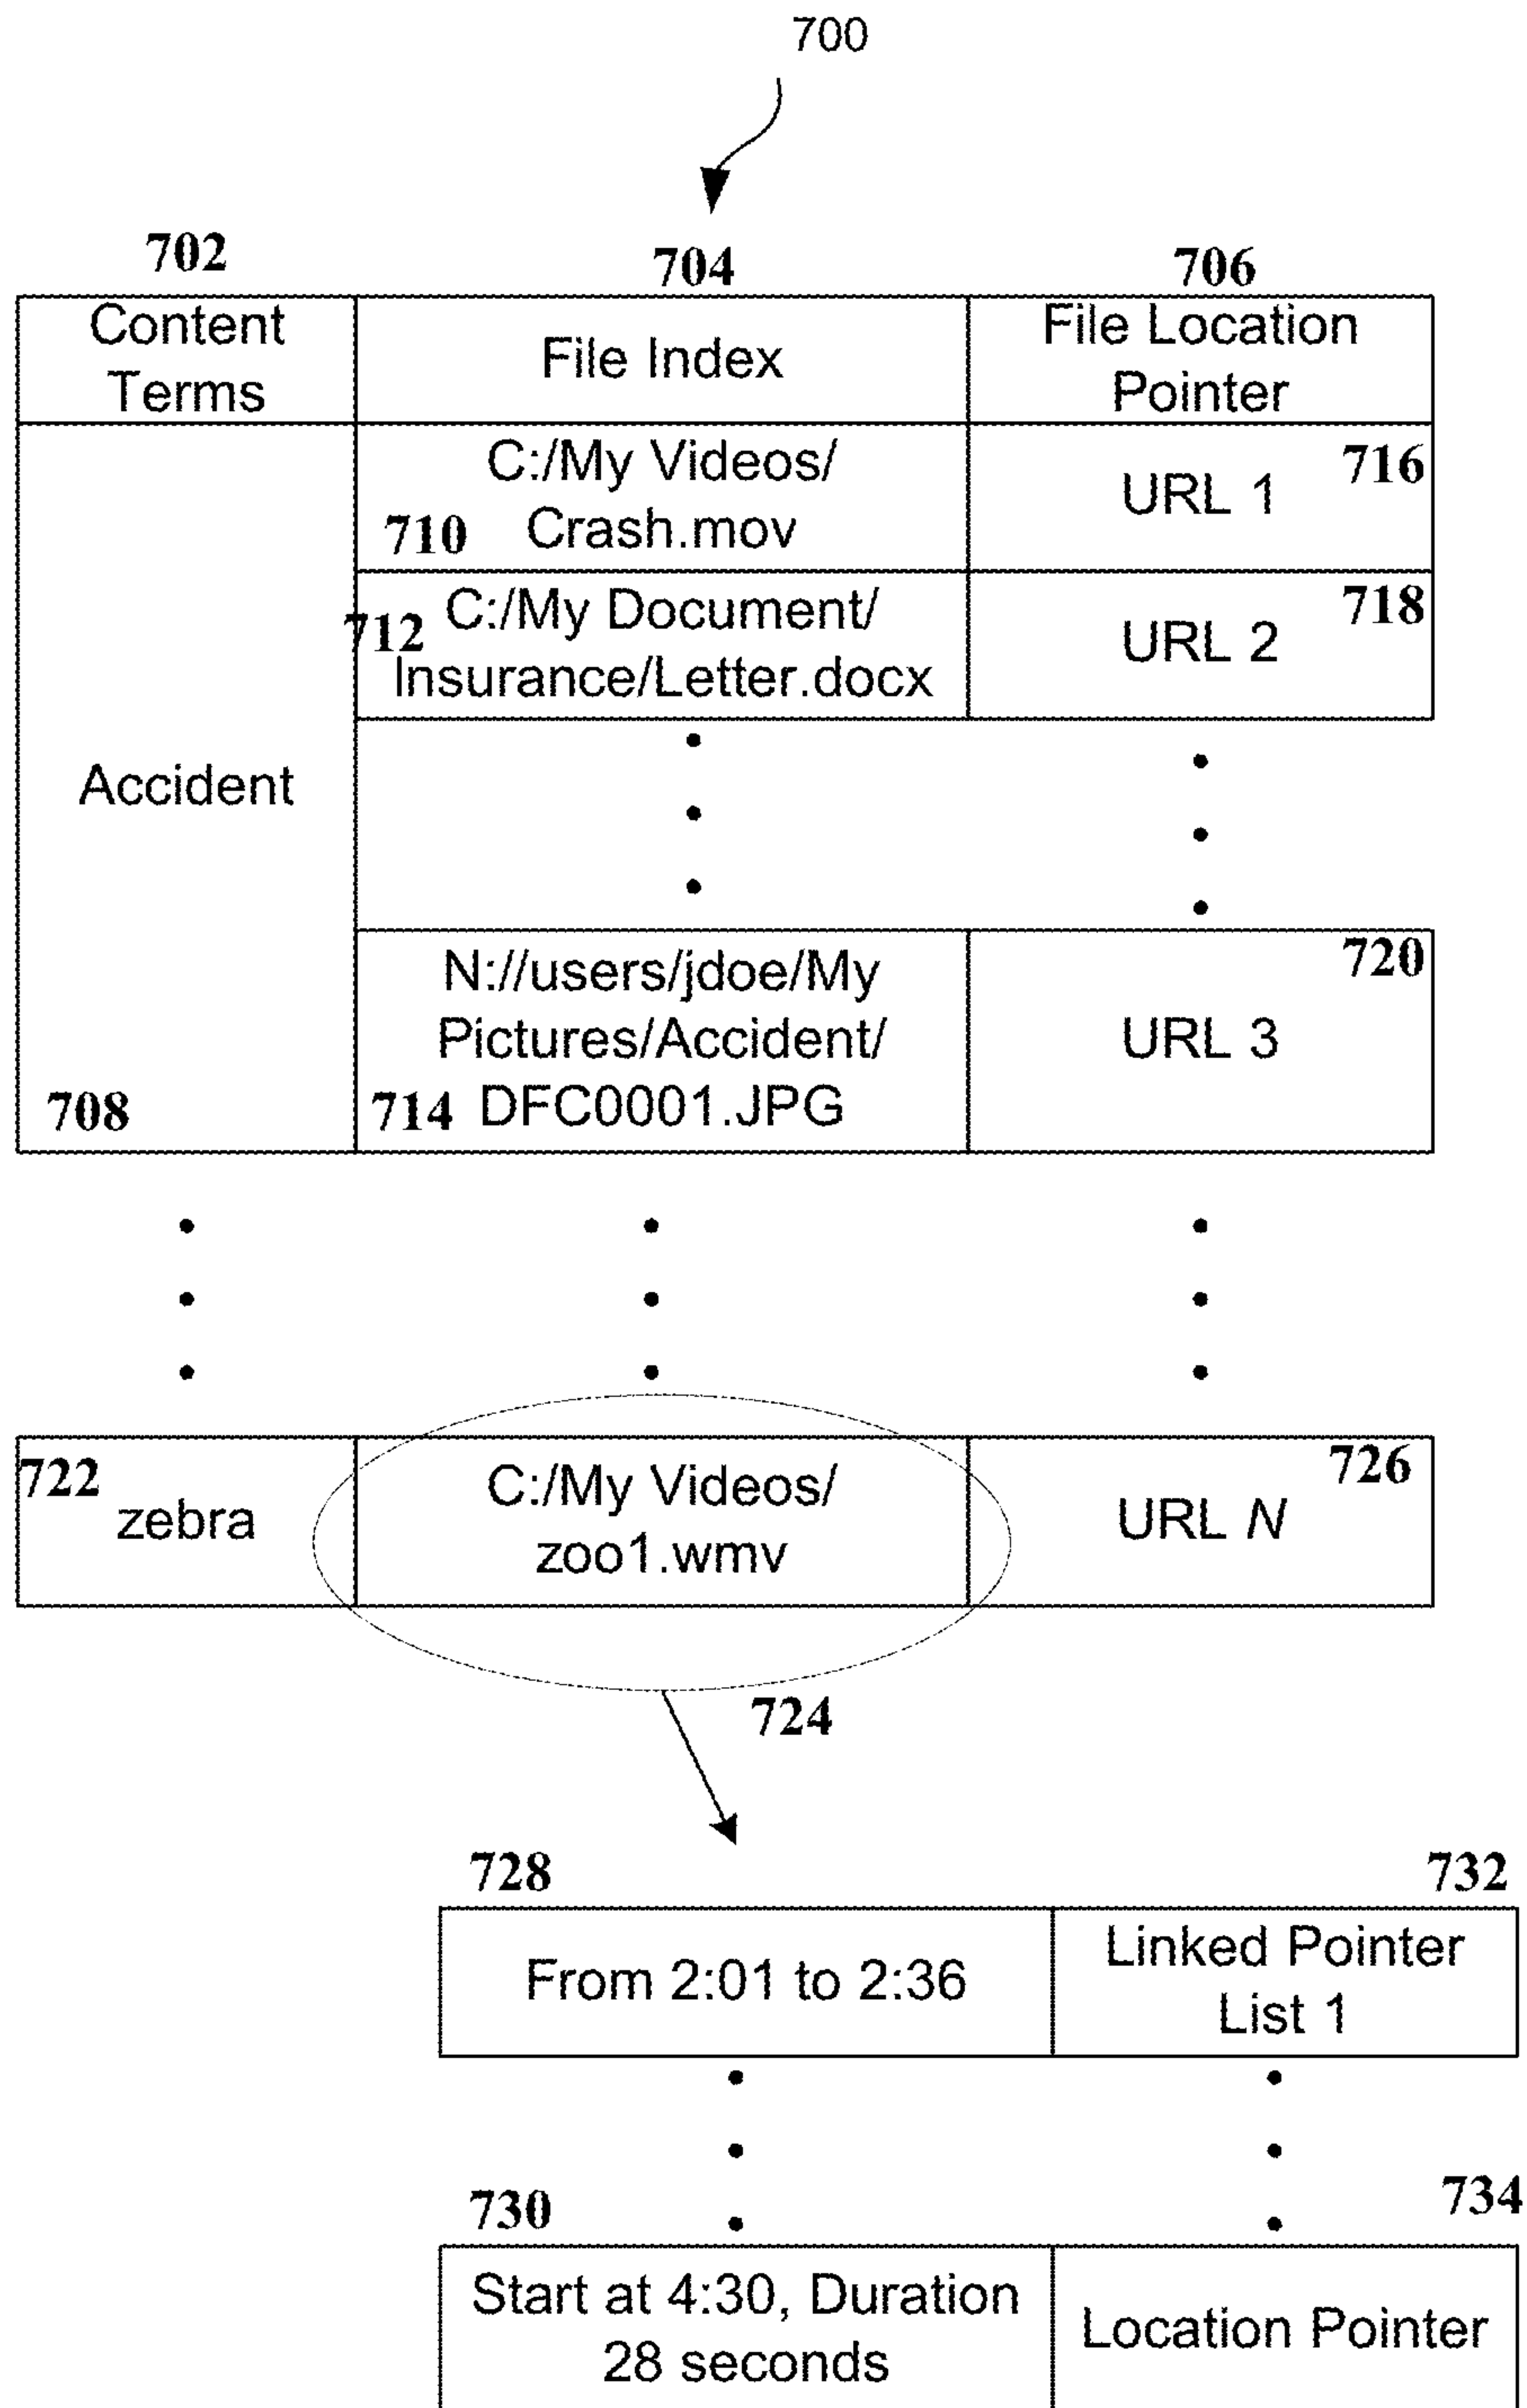 700
702
704
706
Content
Terms
File Index
File Location
Pointer
Accident
708
C:/My Videos/
710 Crash.mov
URL 1
716
712 C:/My Document/
Insurance/Letter.docx
URL 2
718
N://users/jdoe/My
Pictures/Accident/
714 DFC0001.JPG
URL 3
720
722
zebra
C:/My Videos/
zoo1.wmv
URL N
726
724
728
732
From 2:01 to 2:36
Linked Pointer
List 1
730
734
Start at 4:30, Duration
28 seconds
Location Pointer